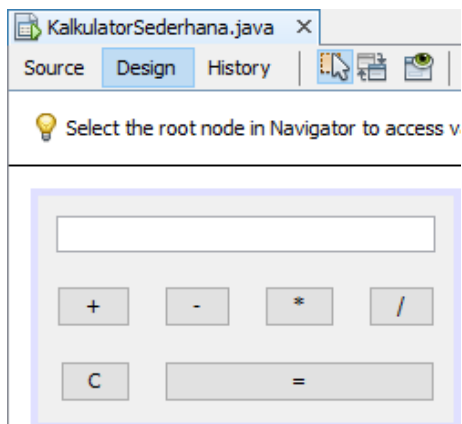 KalkulatorSederhana.java
Source Design History
Select the root node in Navigator to access
+ - * /
C =